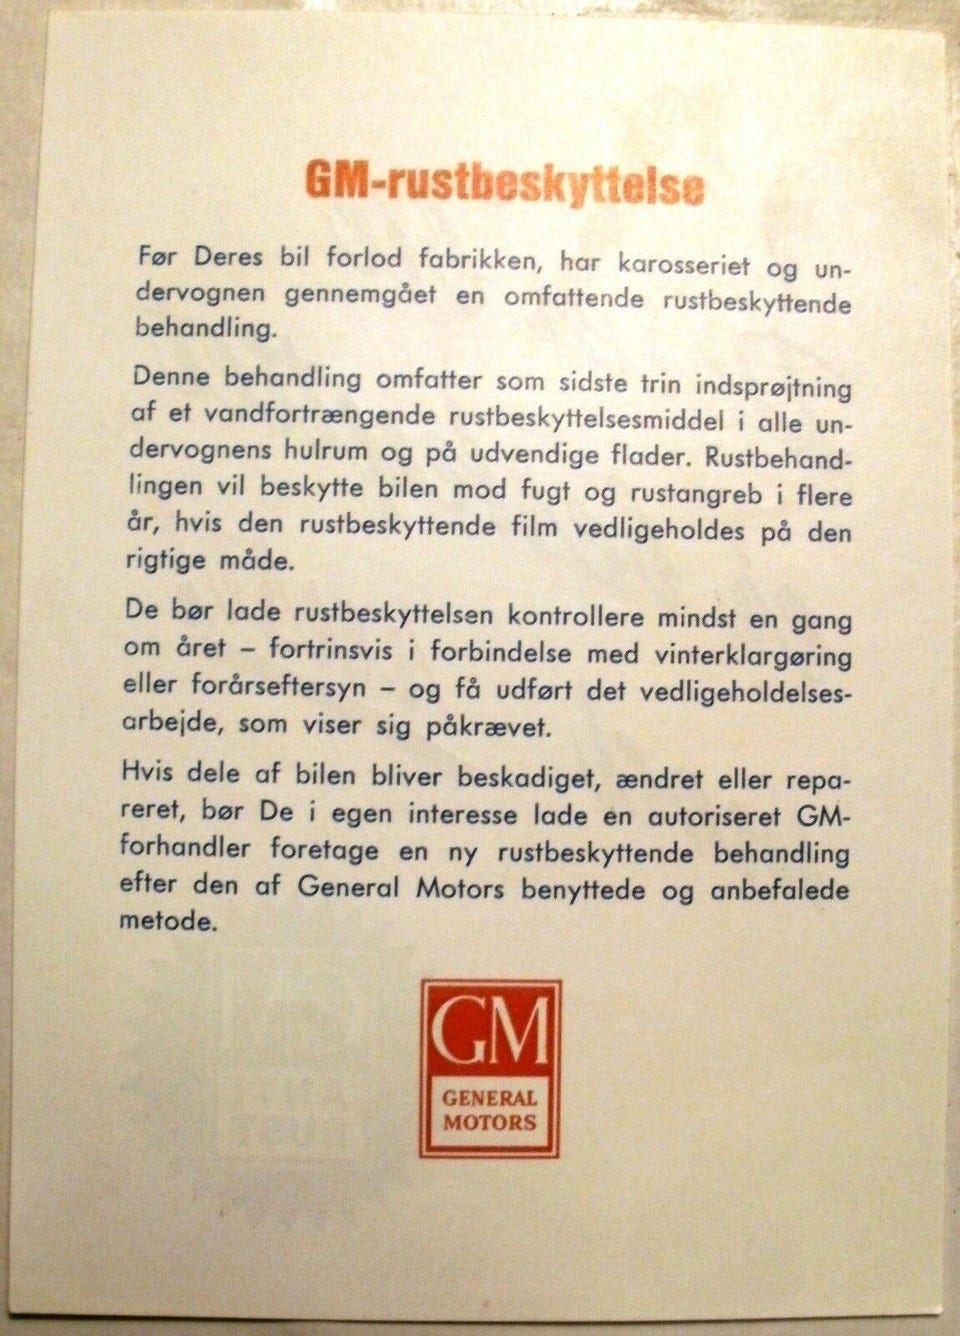 GM-rustbeskyttelse
Før Deres bil forlod fabrikken, har karosseriet og un-
dervognen gennemgået en omfattende rustbeskyttende
behandling.
Denne behandling omfatter som sidste trin indsprøjtning
af et vandfortrængende rustbeskyttelsesmiddel i alle un-
dervognens hulrum og på udvendige flader. Rustbehand-
lingen vil beskytte bilen mod fugt og rustangreb i flere
år, hvis den rustbeskyttende film vedligeholdes på den
rigtige måde.
De bør lade rustbeskyttelsen kontrollere mindst en gang
om året – fortrinsvis i forbindelse med vinterklargøring
eller forårseftersyn – og få udført det vedligeholdelses-
arbejde, som viser sig påkrævet.
Hvis dele af bilen bliver beskadiget, ændret eller repa-
reret, bør De i egen interesse lade en autoriseret GM-
forhandler foretage en ny rustbeskyttende behandling
efter den af General Motors benyttede og anbefalede
metode.
GM
GENERAL
MOTORS